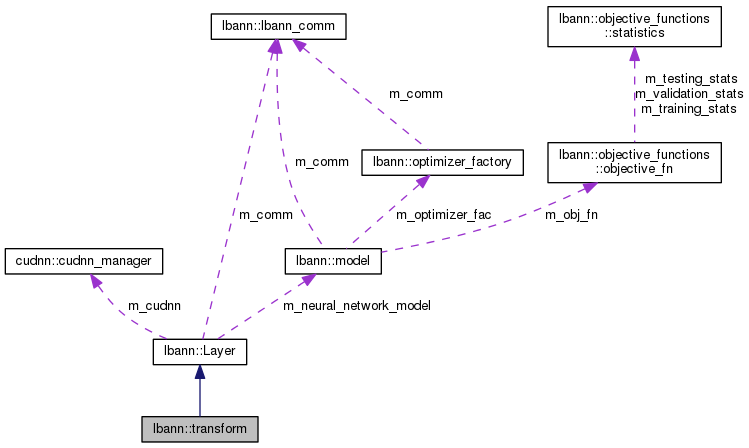 lbann::lbann_comm
lbann::objective_functions
::statistics
m_testing_stats
m_validation_stats
m_training_stats
m_comm
lbann::optimizer_factory
lbann::objective_functions
::objective_fn
m_comm
m_comm
m_optimizer_fac
m_obj_fn
cudnn::cudnn_manager
lbann::model
m_cudnn
m_neural_network_model
lbann::Layer
lbann::transform